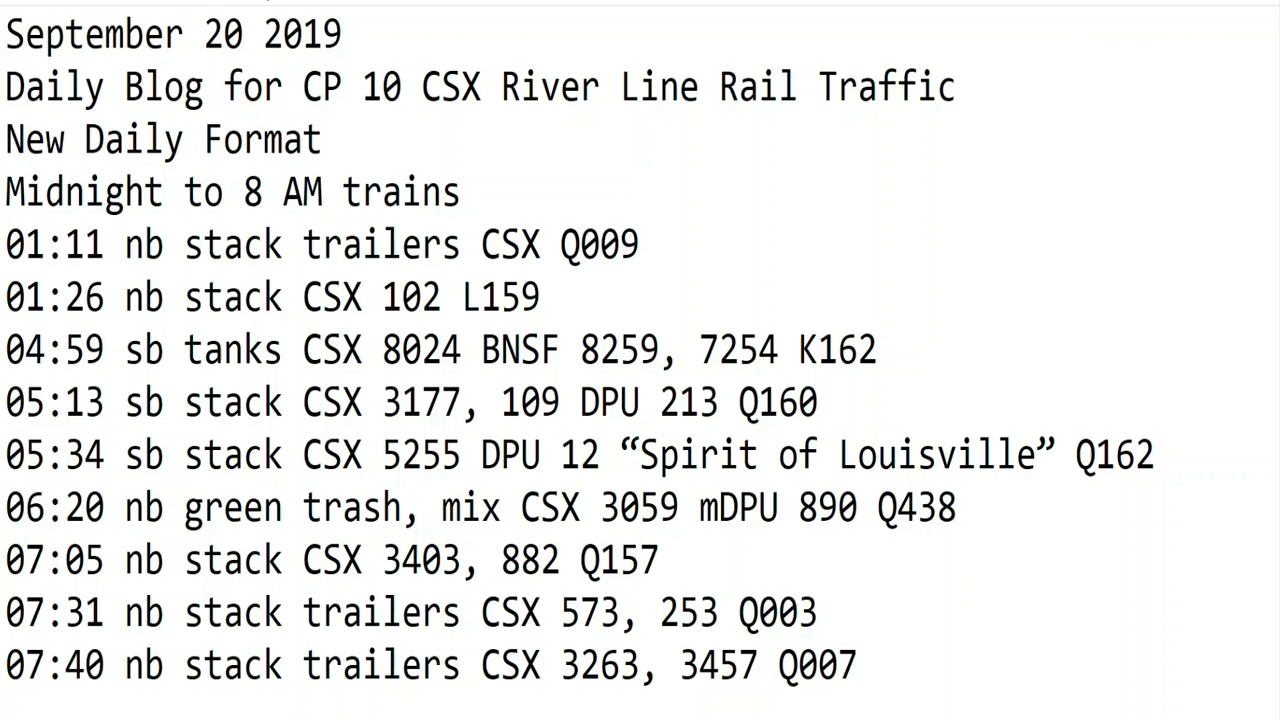 September 20 2019
Daily Blog for CP 10 CSX River Line Rail Traffic
New Daily Format
Midnight to 8 AM trains
01:11 nb stack trailers CSX Q009
01:26 nb stack CSX 102 L159
04:59 sb tanks CSX 8024 BNSF 8259, 7254 K162
05:13 sb stack CSX 3177, 109 DPU 213 Q160
05:34 sb stack CSX 5255 DPU 12 “Spirit of Louisville” Q162
06:20 nb green trash, mix CSX 3059 mDPU 890 Q438
07:05 nb stack CSX 3403, 882 Q157
07:31 nb stack trailers CSX 573, 253 Q003
07:40 nb stack trailers CSX 3263, 3457 Q007